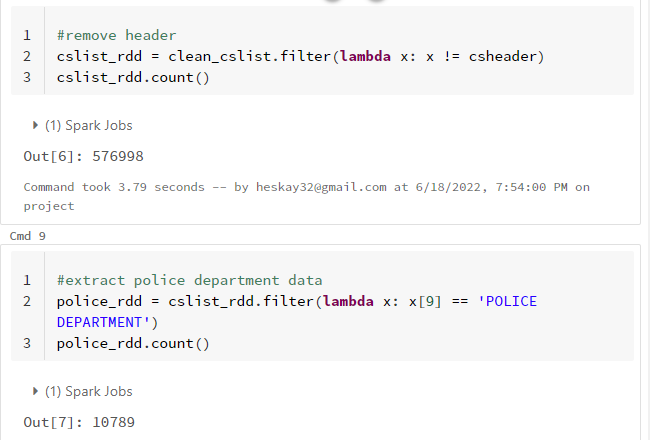 1 #remove header
2 cslist_rdd = clean_cslist.filter(lambda x: x != csheader)
3 cslist_rdd.count()
(1) Spark Jobs
Out[6]: 576998
Command took 3.79 seconds -- by heskay32@gmail.com at 6/18/2022, 7:54:00 PM on
project
Cmd 9
1 #extract police department data
2 police_rdd = cslist_rdd.filter(lambda x: x[9] == 'POLICE
DEPARTMENT')
3 police_rdd.count()
(1) Spark Jobs
Out[7]: 10789